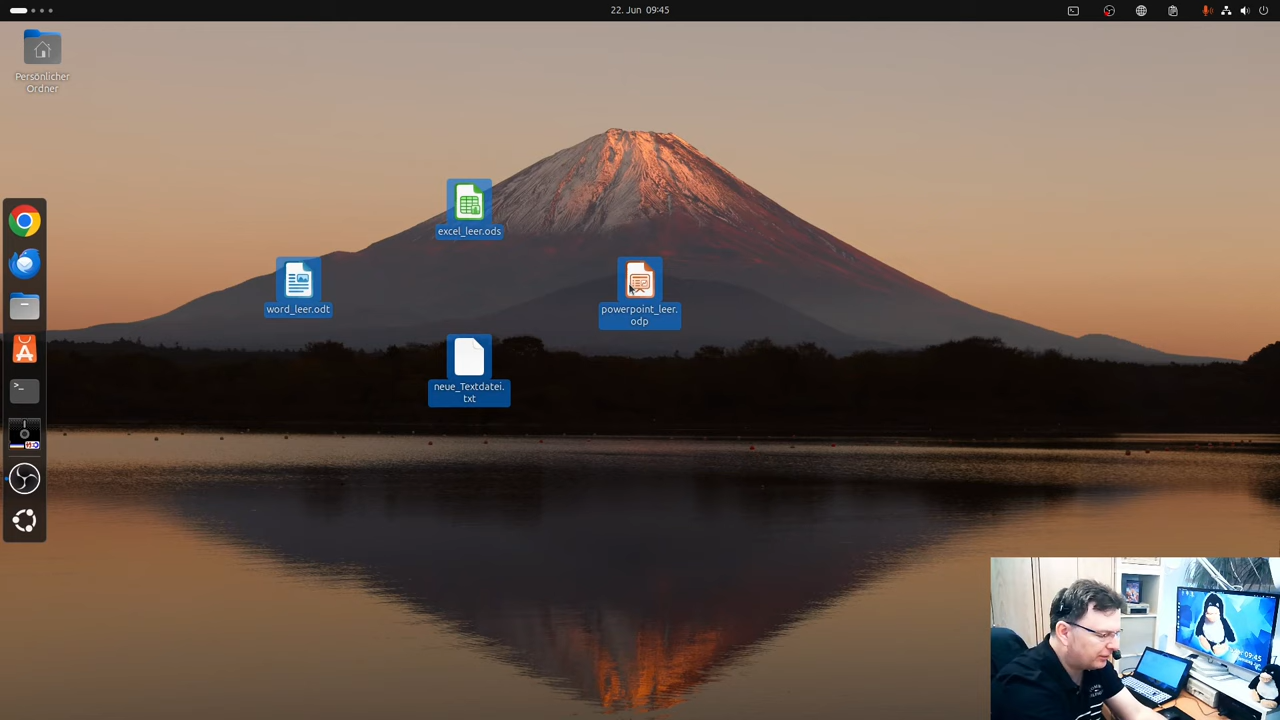 22. Jun 09:45
Persönlicher
Ordner
excel_leer.ods
word_leer.odt
powerpoint_leer.
odp
neue_Textdatei.
txt